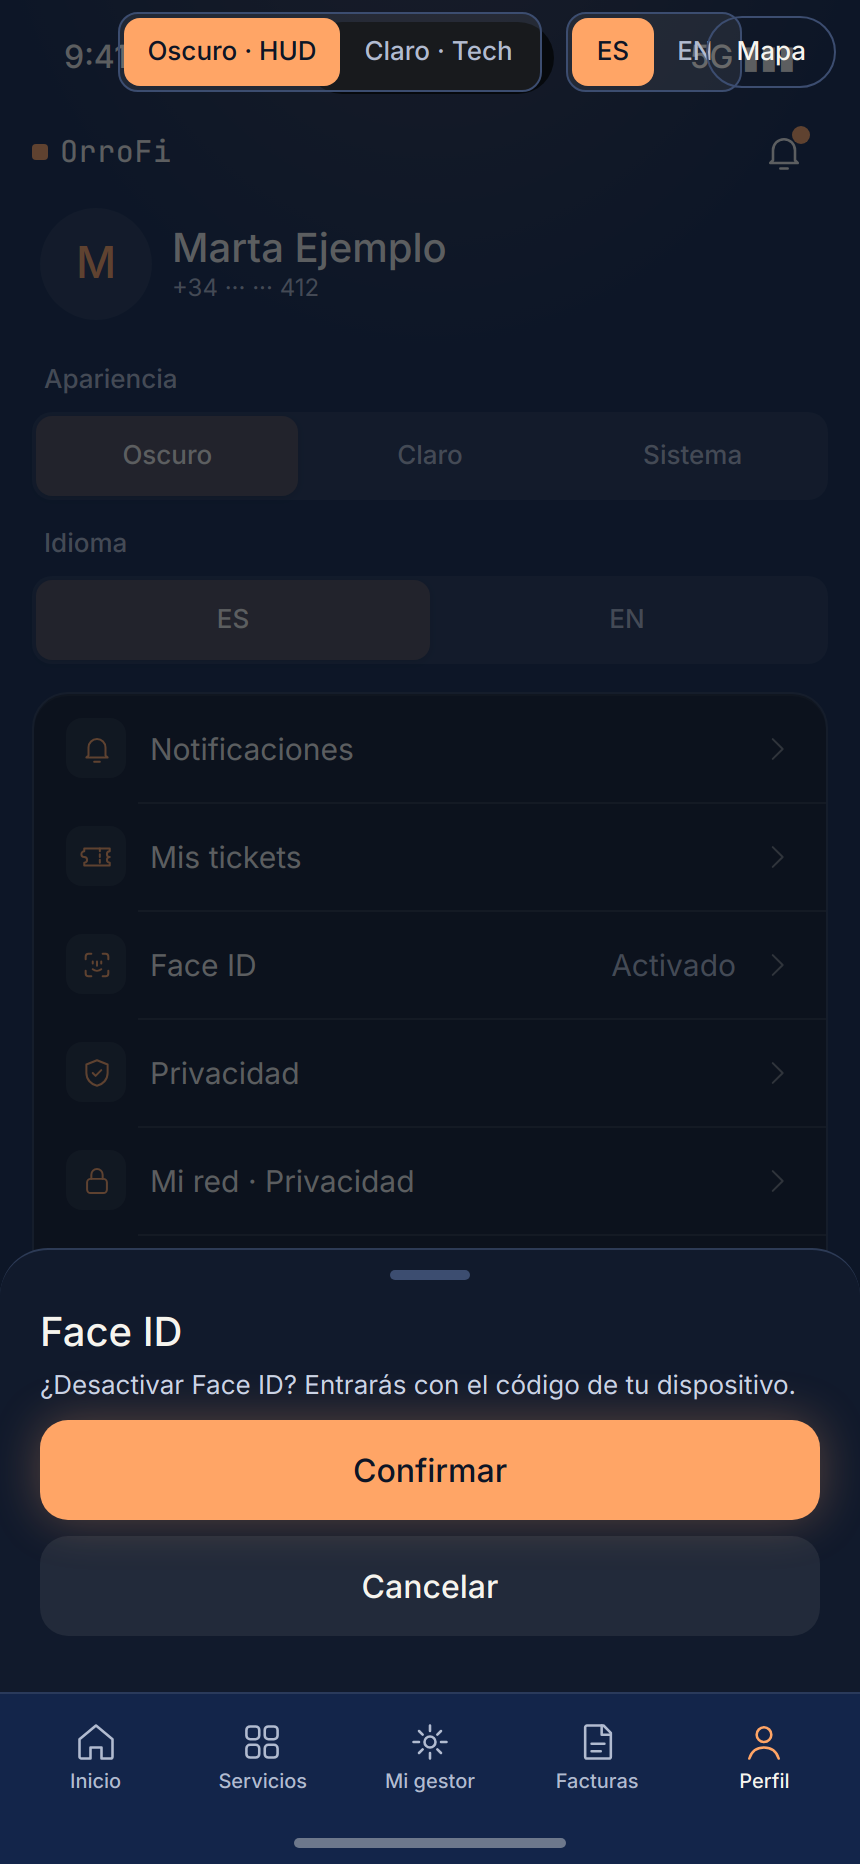 9:41
Oscuro · HUD
Claro · Tech
ES
EN
5G
Mapa
OrroFi
M
Marta Ejemplo
+34 ··· ··· 412
Apariencia
Oscuro
Claro
Sistema
Idioma
ES
EN
Notificaciones
Mis tickets
Face ID
Activado
Privacidad
Mi red · Privacidad
Face ID
¿Desactivar Face ID? Entrarás con el código de tu dispositivo.
Confirmar
Cancelar
Inicio
Servicios
Mi gestor
Facturas
Perfil